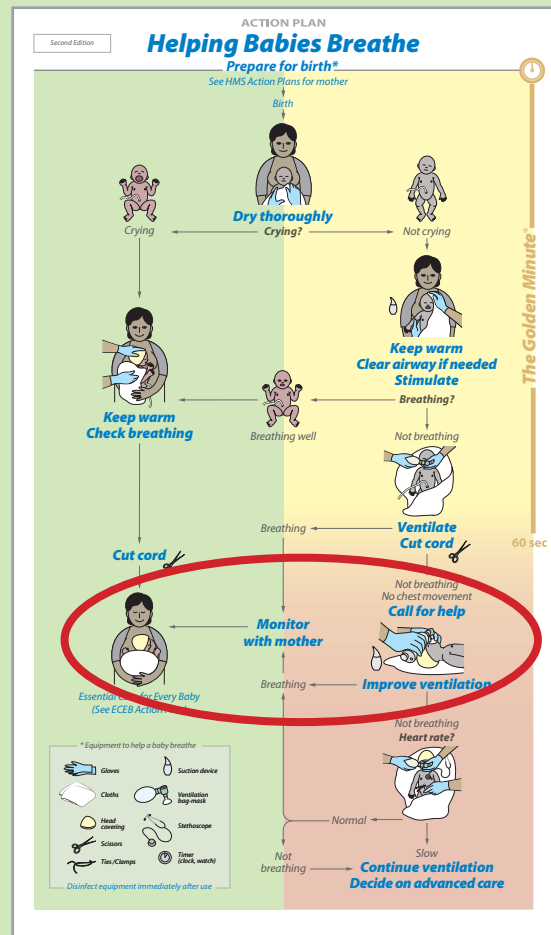 ACTION PLAN
Second Edition
Helping Babies Breathe
Prepare for birth*
See HMS Action Plans for mother
Birth
Dry thoroughly
Crying
Crying?
Not crying
The Golden Minute®
Keep warm
Clear airway if needed
Stimulate
Keep warm
Check breathing
Breathing well
Breathing?
Not breathing
Breathing
Ventilate
Cut cord
60 sec
Cut cord
Not breathing
No chest movement
Call for help
Monitor
with mother
Essential C for Every Baby
(See ECEB Action
Breathing
Improve ventilation
Not breathing
Heart rate?
* Equipment to help a baby breathe
Gloves
Suction device
Cloths
Ventilation
bag-mask
Head
covering
Stethoscope
Scissors
Ties/Clamps
Timer
(clock, watch)
Disinfect equipment immediately after use
Normal
Slow
Not
breathing
Continue ventilation
Decide on advanced care